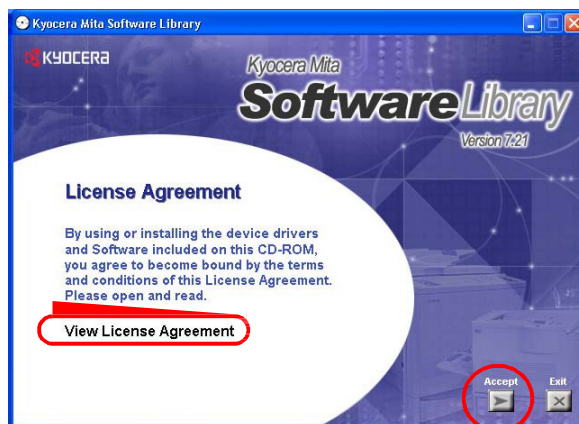 Kyocera Mita Software Library
KYOCERA
Kyocera Mita
Software Library
Version 7.21
License Agreement
By using or installing the device drivers
and Software included on this CD-ROM,
you agree to become bound by the terms
and conditions of this License Agreement.
Please open and read.
View License Agreement
Accept Exit